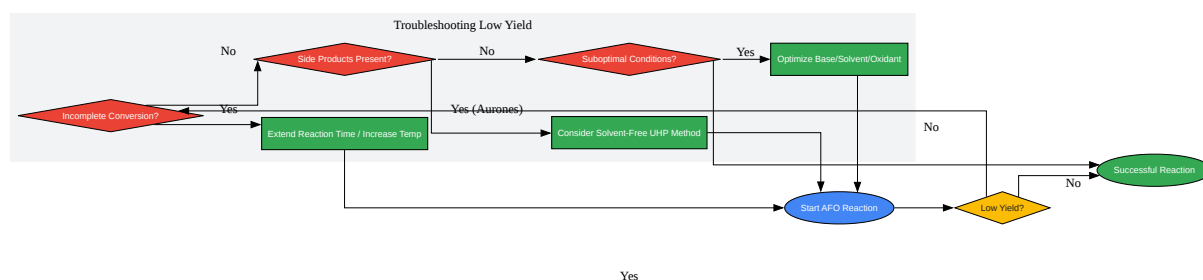 Troubleshooting Low Yield
No
Side Products Present?
No
Suboptimal Conditions?
Yes
Optimize Base/Solvent/Oxidant
Incomplete Conversion?
Yes
Yes (Aurones)
Extend Reaction Time / Increase Temp
Consider Solvent-Free UHP Method
No
Successful Reaction
No
Start AFO Reaction
Low Yield?
Yes